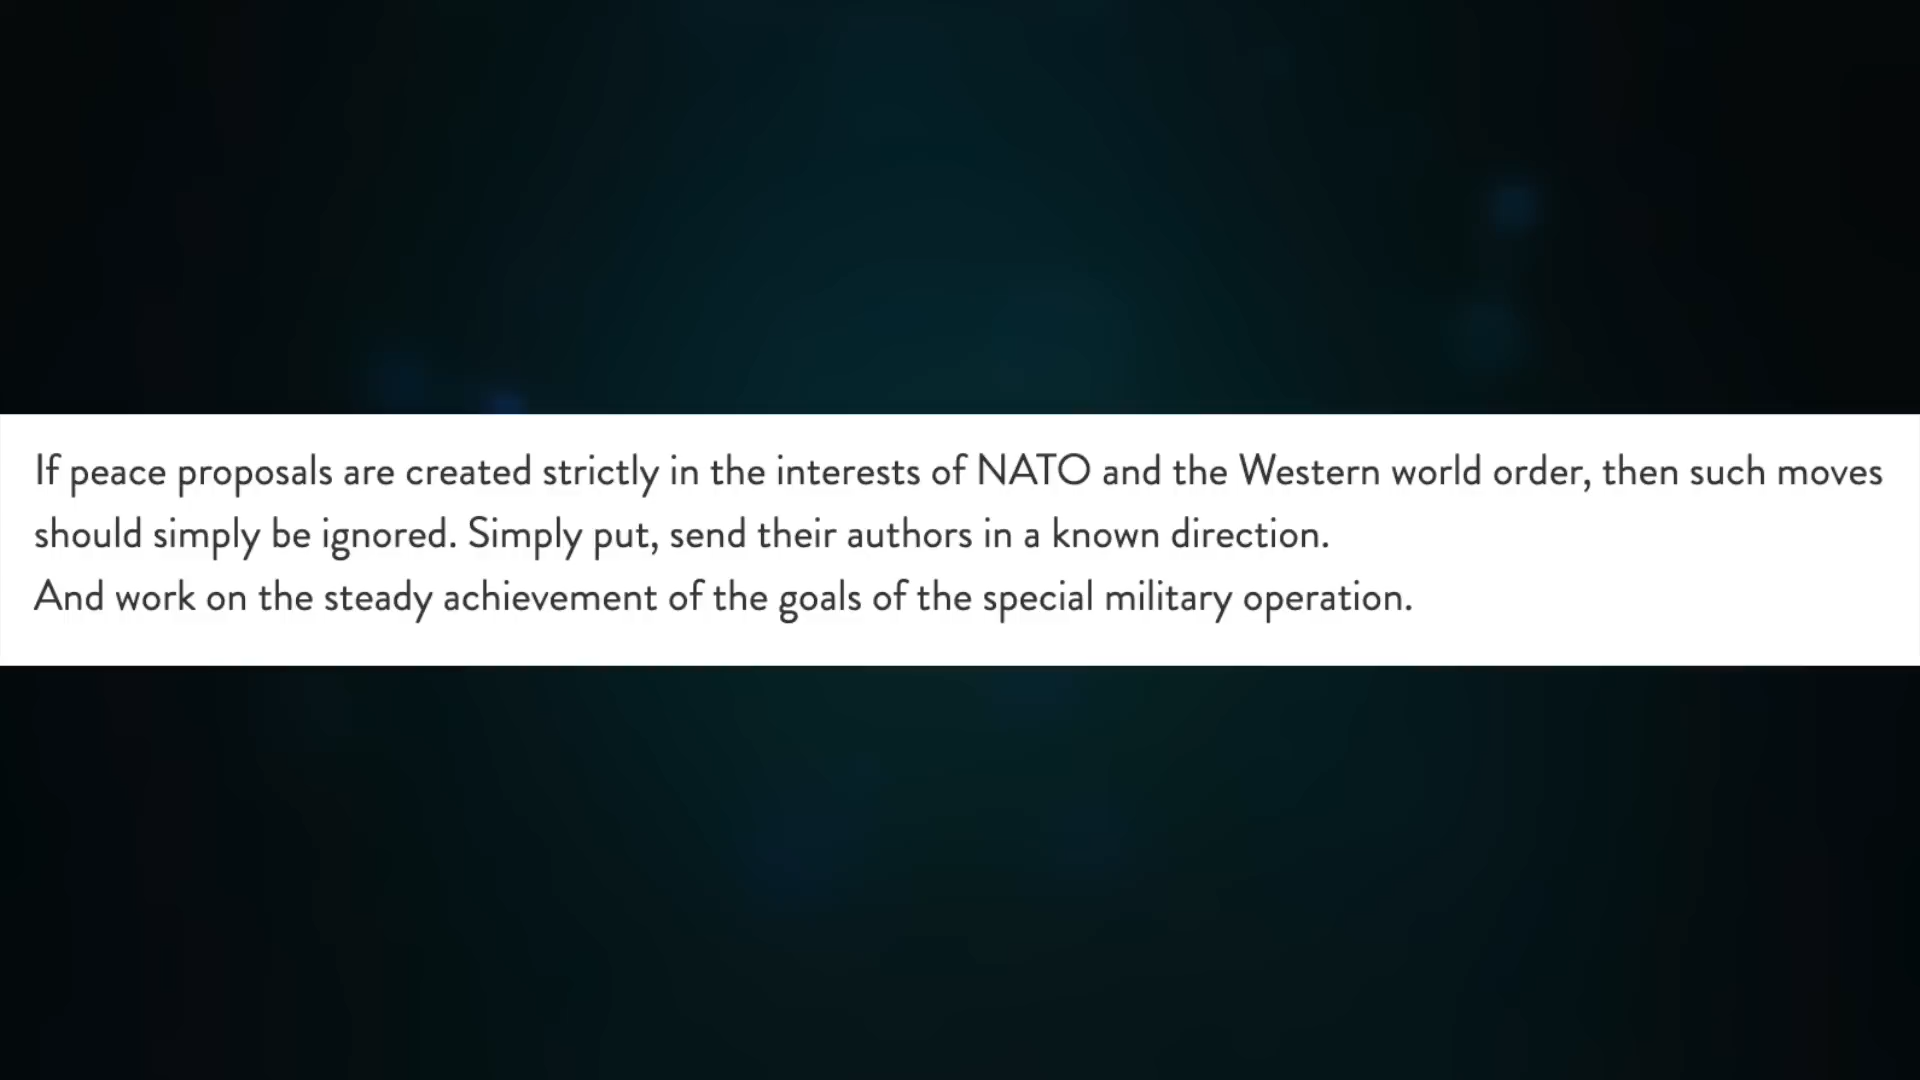 If peace proposals are created strictly in the interests of NATO and the Western world order, then such moves
should simply be ignored. Simply put, send their authors in a known direction.
And work on the steady achievement of the goals of the special military operation.